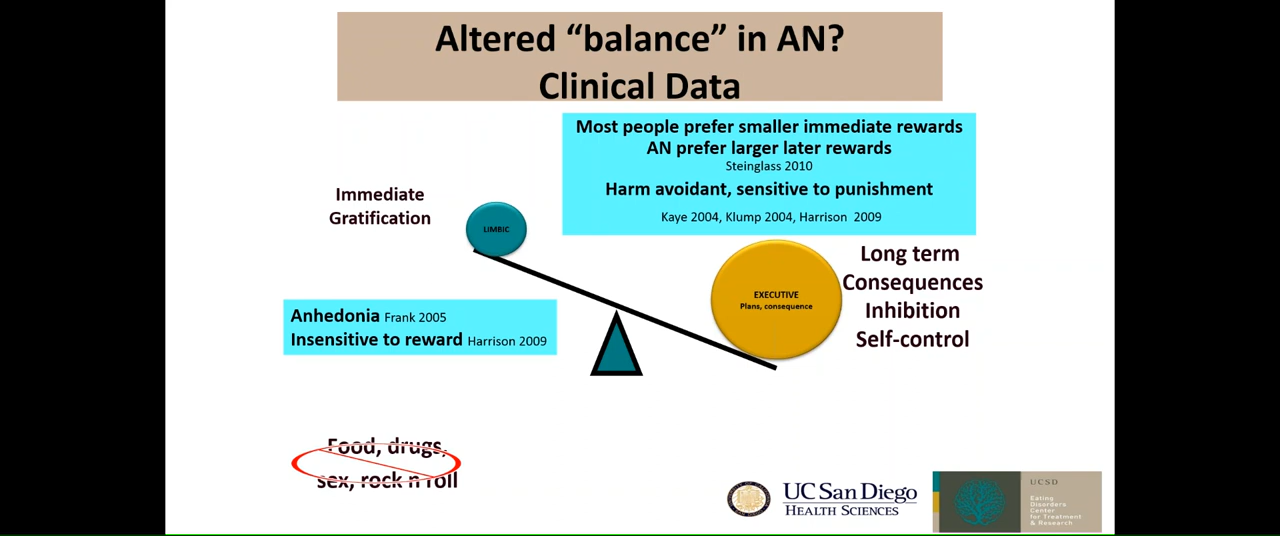 Altered “balance” in AN?
Clinical Data
Most people prefer smaller immediate rewards
AN prefer larger later rewards
Steinglass 2010
Harm avoidant, sensitive to punishment
Kaye 2004, Klump 2004, Harrison 2009
Immediate
Gratification
LIMBIC
EXECUTIVE
Plans, consequence
Long term
Consequences
Inhibition
Self-control
Anhedonia Frank 2005
Insensitive to reward Harrison 2009
Food, drugs,
sex, rock n roll
UC San Diego
HEALTH SCIENCES
UCSD
Eating
Disorders
Center
for Treatment
& Research